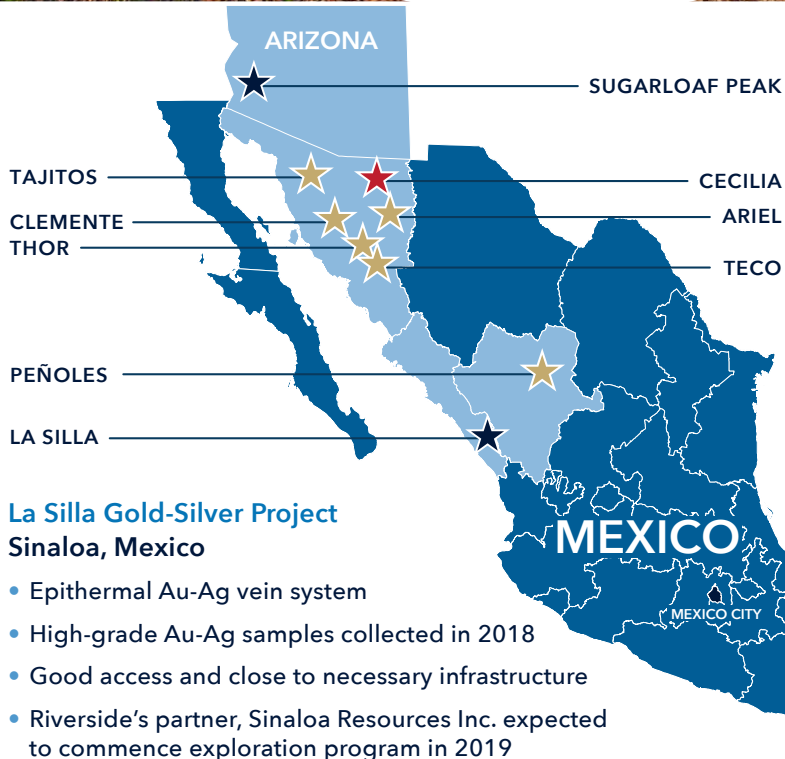 ARIZONA
SUGARLOAF PEAK
TAJITOS
CECILIA
CLEMENTE
ARIEL
THOR
TECO
PEÑOLES
LA SILLA
La Silla Gold-Silver Project
Sinaloa, Mexico
MEXICO
MEXICO CITY
• Epithermal Au-Ag vein system
• High-grade Au-Ag samples collected in 2018
• Good access and close to necessary infrastructure
• Riverside's partner, Sinaloa Resources Inc. expected
to commence exploration program in 2019